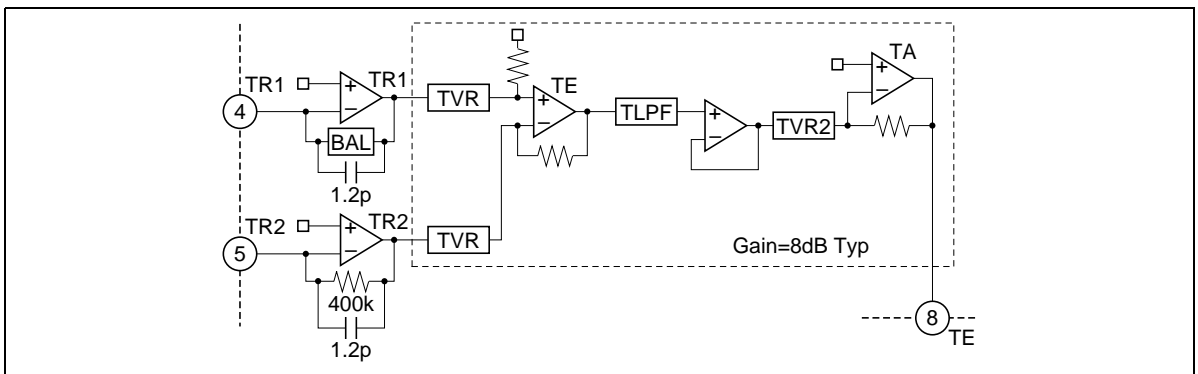 TR1
TR1
4
+
−
BAL
1.2p
TVR
TE
+
−
TLPF
+
−
TVR2
TA
+
−
TR2
TR2
5
+
−
400k
1.2p
TVR
Gain=8dB Typ
8
TE